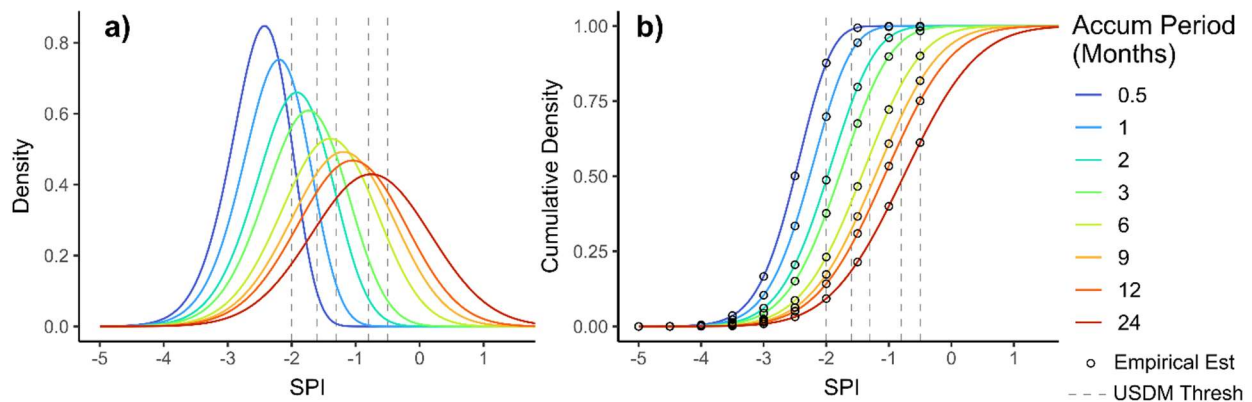 a)
0.8
0.6
0.4
0.2
0.0
Density
-5 -4 -3 -2 -1 0 1
SPI
b)
1.00
0.75
0.50
0.25
0.00
Cumulative Density
-5 -4 -3 -2 -1 0 1
SPI
Accum Period
(Months)
0.5
1
2
3
6
9
12
24
Empirical Est
USDM Thresh